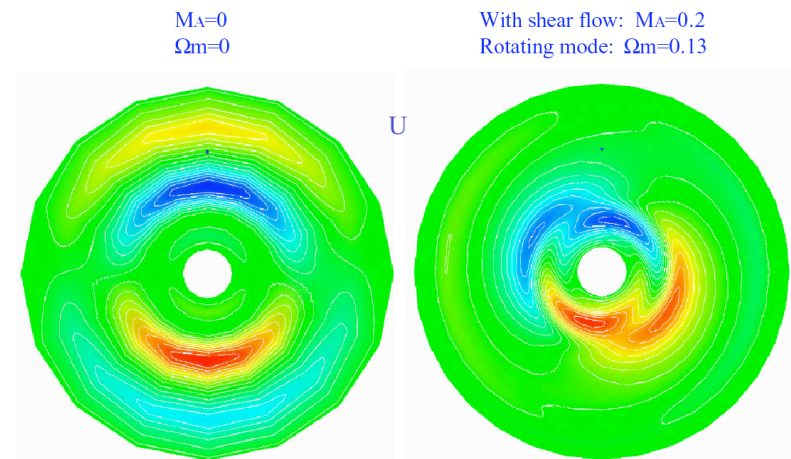 MA=0
Ωm=0
With shear flow: MA=0.2
Rotating mode: Ωm=0.13
U